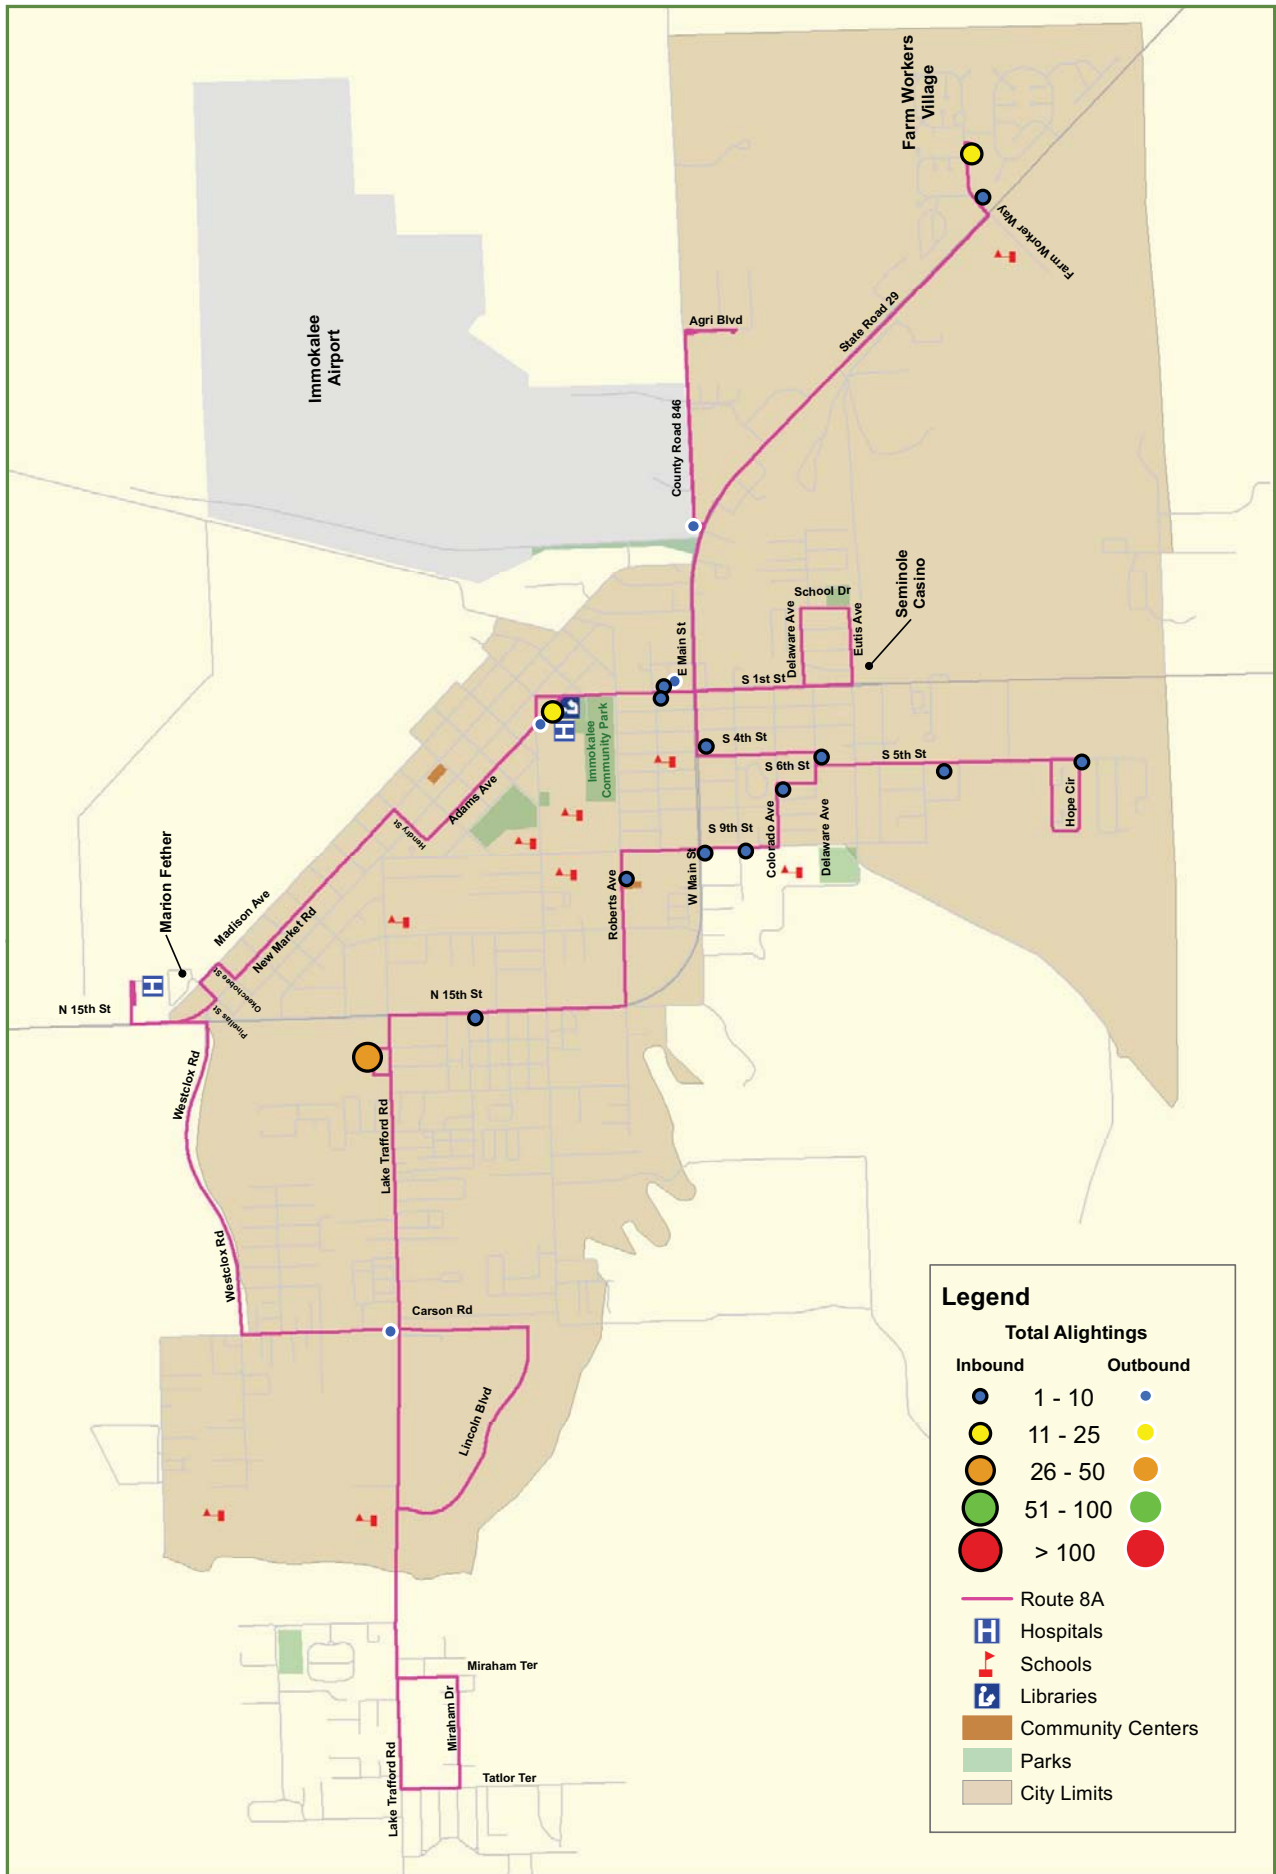 Farm Workers
Village
Farm Worker Way
State Road 29
Agri Blvd
Immokalee
Airport
County Road 846
Seminole
Casino
School Dr
Delaware Ave
Eutis Ave
E Main St
S 1st St
Immokalee
Community Park
S 4th St
S 5th St
S 6th St
Hope Cir
Adams Ave
Hendry St
Colorado Ave
Delaware Ave
S 9th St
W Main St
Roberts Ave
Marion Fether
Madison Ave
New Market Rd
Okeechobee St
Pinellas St
N 15th St
N 15th St
Westclox Rd
Lake Trafford Rd
Westclox Rd
Carson Rd
Lincoln Blvd
Miraham Ter
Miraham Dr
Lake Trafford Rd
Tatlor Ter
H
H
Legend
Total Alightings
Inbound Outbound
1 - 10
11 - 25
26 - 50
51 - 100
> 100
Route 8A
H Hospitals
Schools
Libraries
Community Centers
Parks
City Limits